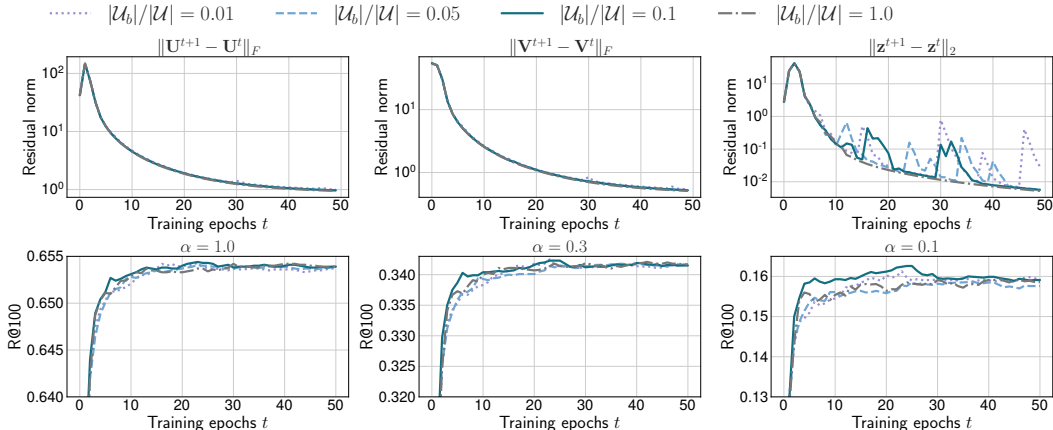 |𝒰_b|/|𝒰| = 0.01 |𝒰_b|/|𝒰| = 0.05 |𝒰_b|/|𝒰| = 0.1 |𝒰_b|/|𝒰| = 1.0
‖𝐔^{t+1} − 𝐔^t‖_F ‖𝐕^{t+1} − 𝐕^t‖_F ‖𝐳^{t+1} − 𝐳^t‖_2
Residual norm
10^2
10^1
10^0
0 10 20 30 40 50
Training epochs t
Residual norm
10^1
10^0
0 10 20 30 40 50
Training epochs t
Residual norm
10^1
10^0
10^{-1}
10^{-2}
0 10 20 30 40 50
Training epochs t
α = 1.0 α = 0.3 α = 0.1
R@100
0.655
0.650
0.645
0.640
0 10 20 30 40 50
Training epochs t
R@100
0.340
0.335
0.330
0.323
0.320
0 10 20 30 40 50
Training epochs t
R@100
0.16
0.15
0.14
0.13
0 10 20 30 40 50
Training epochs t